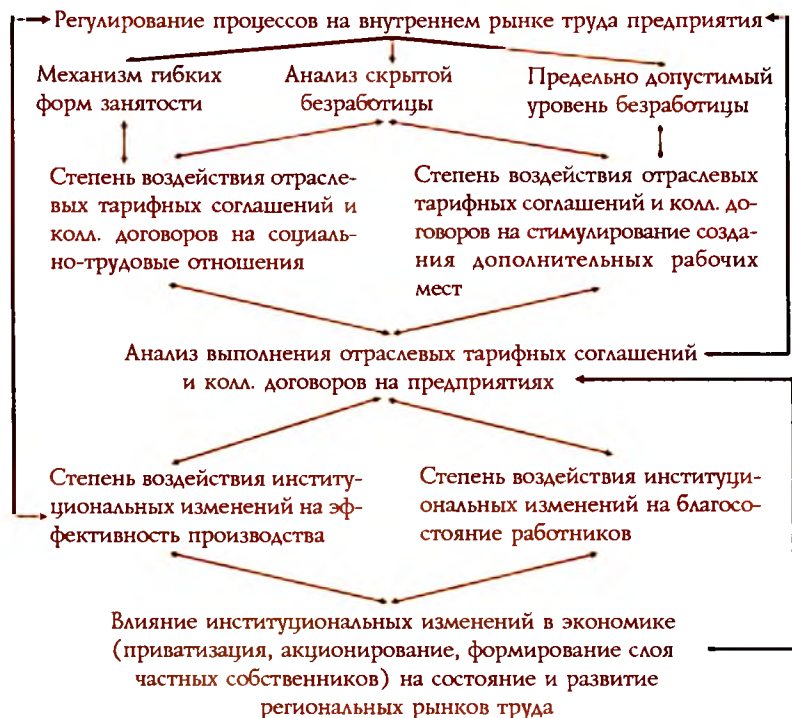 Регулирование процессов на внутреннем рынке труда предприятия
Механизм гибких
форм занятости
Анализ скрытой
безработицы
Предельно допустимый
уровень безработицы
Степень воздействия отрасле-
вых тарифных соглашений и
колл. договоров на социаль-
но-трудовые отношения
Степень воздействия отраслевых
тарифных соглашений и колл. до-
говоров на стимулирование созда-
ния дополнительных рабочих
мест
Анализ выполнения отраслевых тарифных соглашений
и колл. договоров на предприятиях
Степень воздействия институ-
циональных изменений на эф-
фективность производства
Степень воздействия институци-
ональных изменений на благосо-
стояние работников
Влияние институциональных изменений в экономике
(приватизация, акционирование, формирование слоя
частных собственников) на состояние и развитие
региональных рынков труда